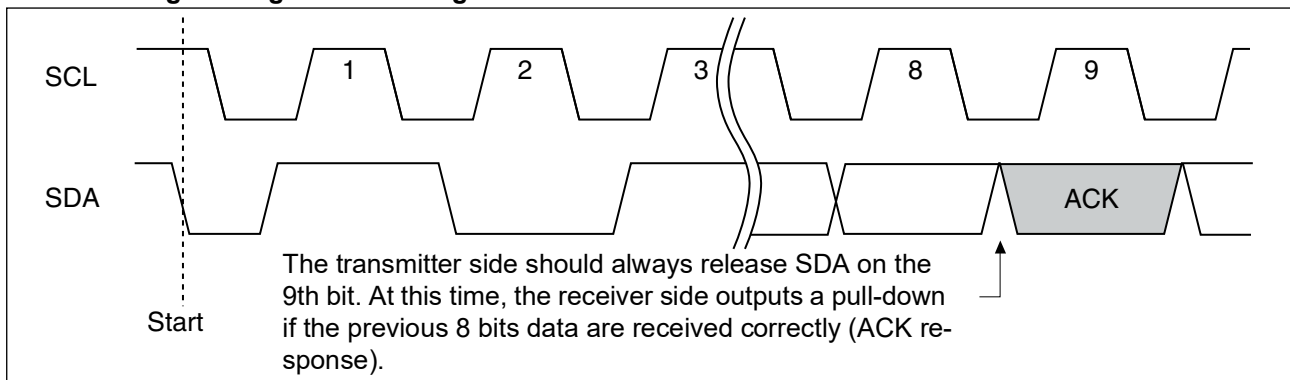 SCL
1
2
3
8
9
SDA
ACK
Start
The transmitter side should always release SDA on the
9th bit. At this time, the receiver side outputs a pull-down
if the previous 8 bits data are received correctly (ACK re-
sponse).